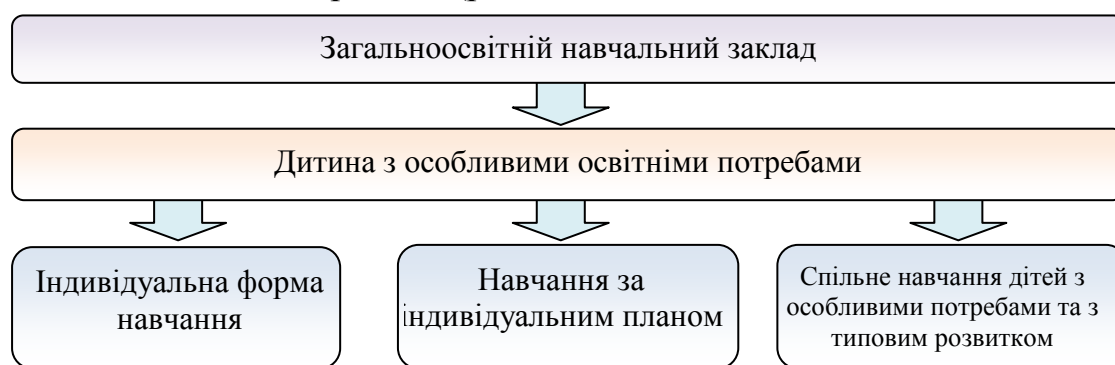 Загальноосвітній навчальний заклад
Дитина з особливими освітніми потребами
Індивідуальна форма
навчання
Навчання за
індивідуальним планом
Спільне навчання дітей з
особливими потребами та з
типовим розвитком